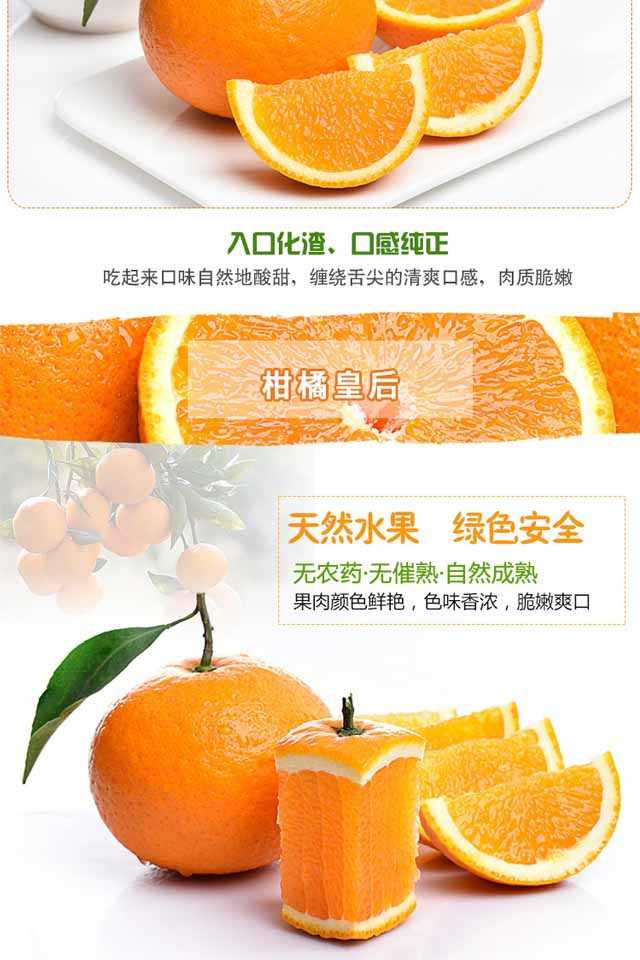 入口化渣、口感纯正
吃起来口味自然地酸甜，缠绕舌尖的清爽口感，肉质脆嫩
柑橘皇后
天然水果 绿色安全
无农药·无催熟·自然成熟
果肉颜色鲜艳，色味香浓，脆嫩爽口